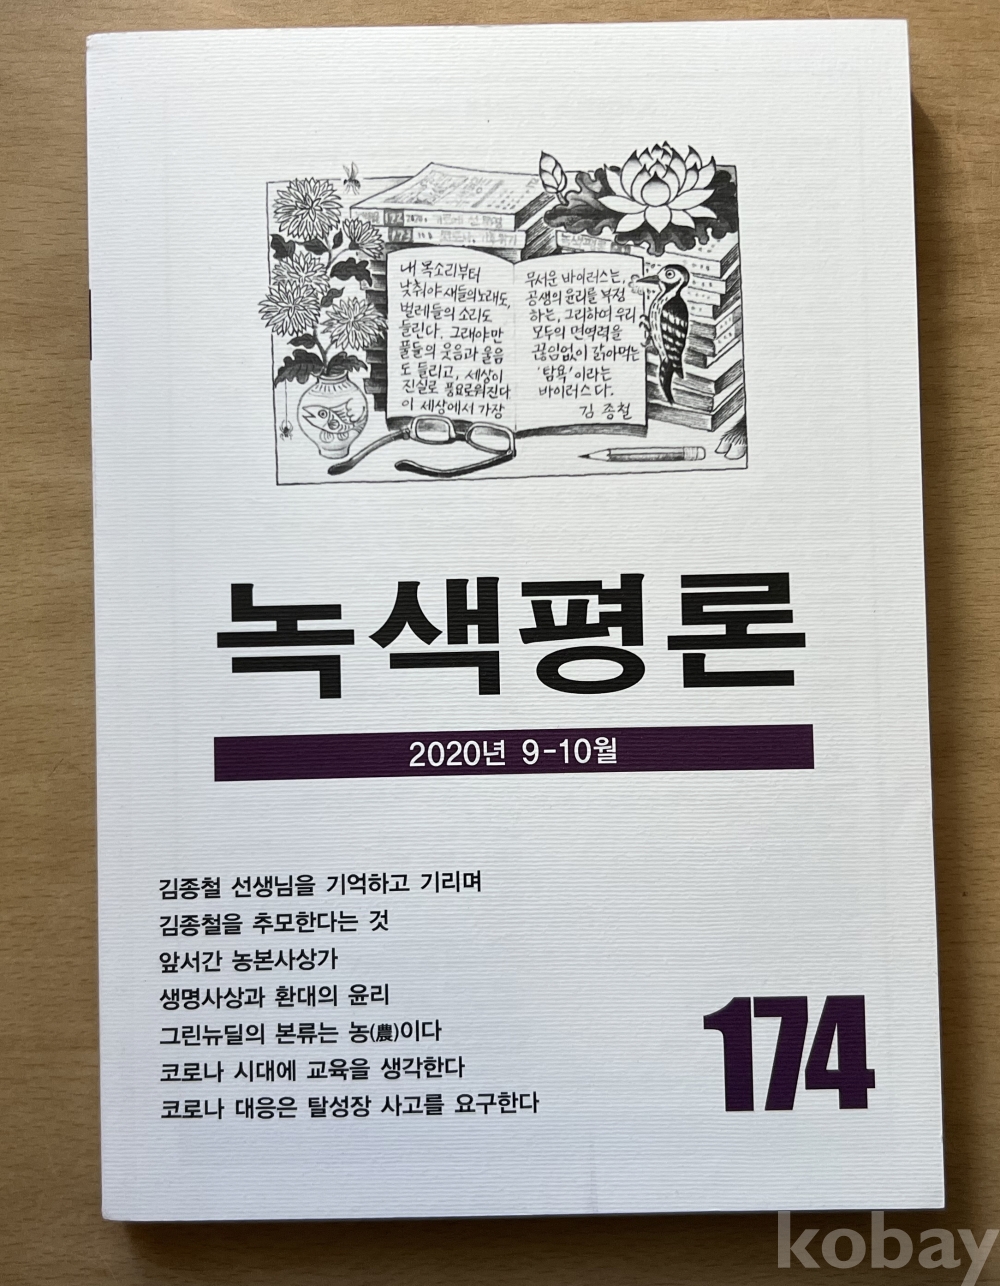 172 2020.
173
내 목소리부터
낮춰야 새들의 노래도,
벌레들의 소리도
들린다. 그래야만
풀들의 웃음과 울음
도 들리고, 세상이
진실로 풍요로워진다
이 세상에서 가장
무서운 바이러스는,
공생의 윤리를 부정
하는, 그리하여 우리
모두의 면역력을
끊임없이 갉아먹는
'탐욕'이라는
바이러스다.
김종철
녹색평론
2020년 9-10월
김종철 선생님을 기억하고 기리며
김종철을 추모한다는 것
앞서간 농본사상가
생명사상과 환대의 윤리
그린뉴딜의 본류는 농(農)이다
코로나 시대에 교육을 생각한다
코로나 대응은 탈성장 사고를 요구한다
174
kobay